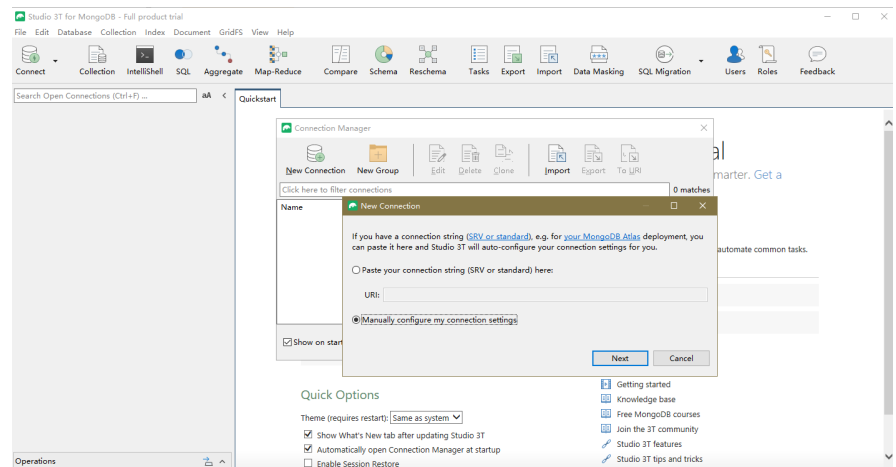 Studio 3T for MongoDB - Full product trial
File Edit Database Collection Index Document GridFS View Help
Connect Collection IntelliShell SQL Aggregate Map-Reduce Compare Schema Reschema Tasks Export Import Data Masking SQL Migration Users Roles Feedback
Search Open Connections (Ctrl+F) ... aA
Quickstart
Connection Manager
New Connection New Group Edit Delete Clone Import Export To URI
marter. Get a
Click here to filter connections 0 matches
Name
New Connection
If you have a connection string (SRV or standard), e.g. for your MongoDB Atlas deployment, you
can paste it here and Studio 3T will auto-configure your connection settings for you.
automate common tasks.
Paste your connection string (SRV or standard) here:
URI:
Manually configure my connection settings
Show on start
Next Cancel
Getting started
Quick Options
Knowledge base
Free MongoDB courses
Theme (requires restart): Same as system
Join the 3T community
Show What's New tab after updating Studio 3T
Studio 3T features
Automatically open Connection Manager at startup
Studio 3T tips and tricks
Enable Session Restore
Operations